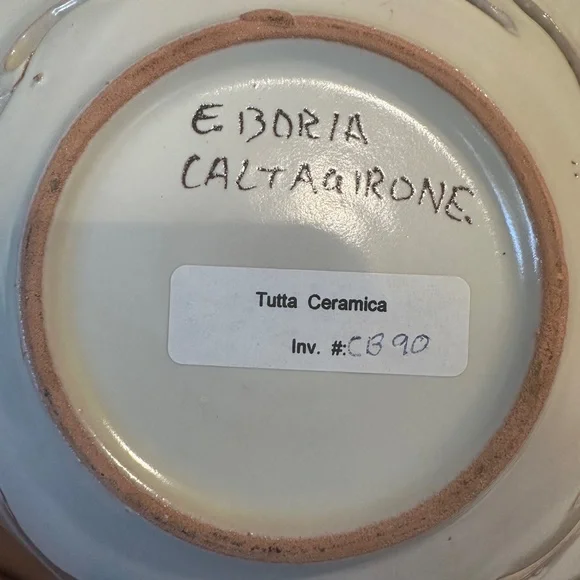 E. BORIA
CALTAGIRONE.
Tutta Ceramica
Inv. #:CB90